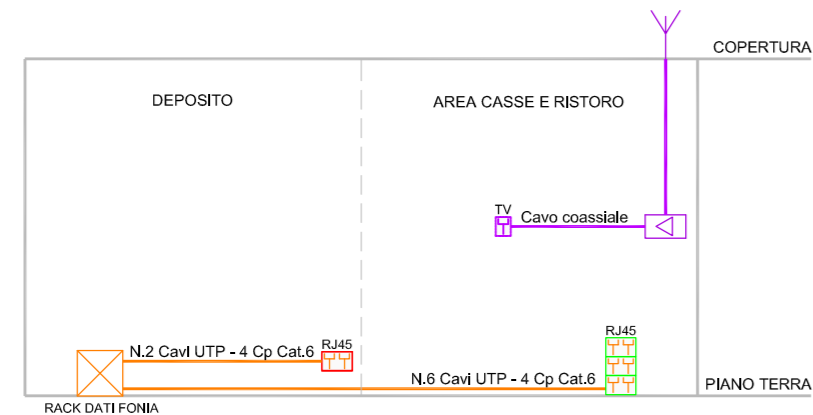 COPERTURA
DEPOSITO
AREA CASSE E RISTORO
TV
Cavo coassiale
RJ45
N.2 Cavi UTP - 4 Cp Cat.6
RJ45
N.6 Cavi UTP - 4 Cp Cat.6
PIANO TERRA
RACK DATI FONIA